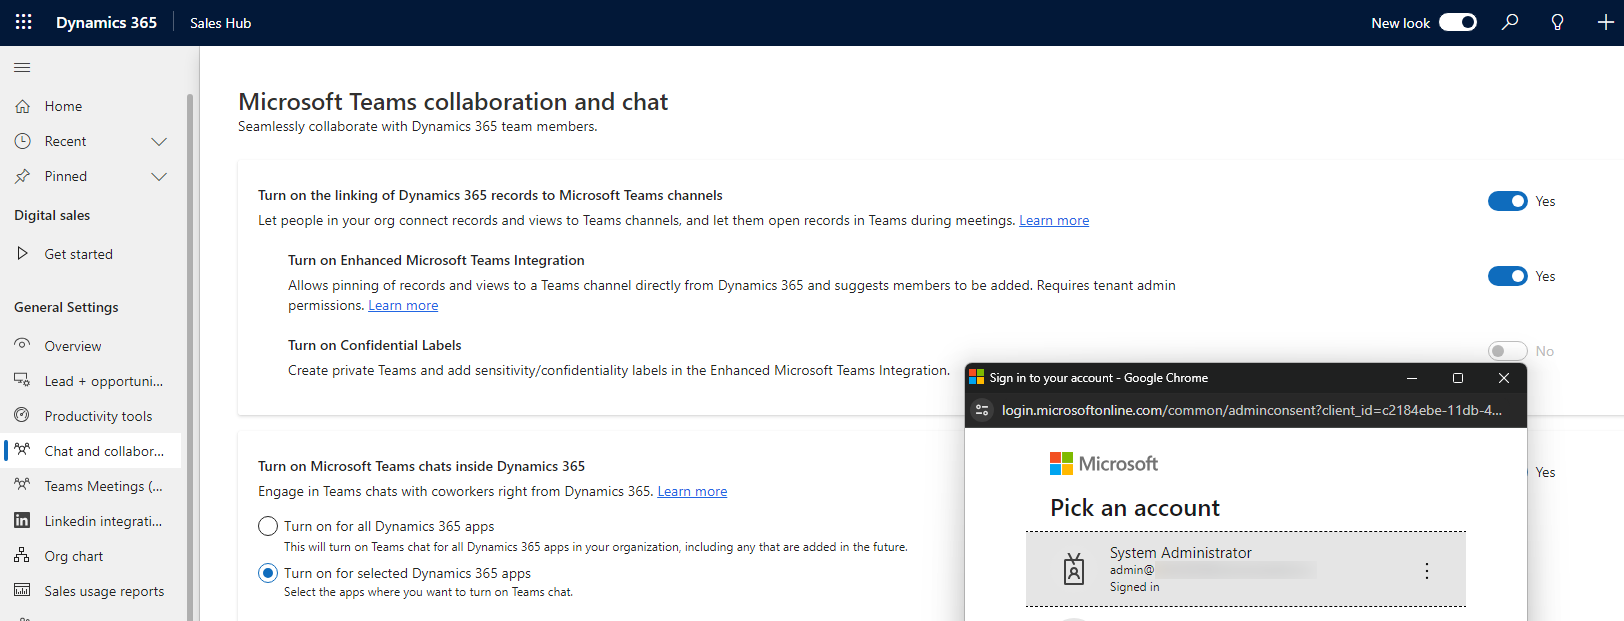 Dynamics 365
Sales Hub
New look
Home
Recent
Pinned
Digital sales
Get started
General Settings
Overview
Lead + opportuni...
Productivity tools
Chat and collabor...
Teams Meetings (...
Linkedin integrati...
Org chart
Sales usage reports
Microsoft Teams collaboration and chat
Seamlessly collaborate with Dynamics 365 team members.
Turn on the linking of Dynamics 365 records to Microsoft Teams channels
Yes
Let people in your org connect records and views to Teams channels, and let them open records in Teams during meetings. Learn more
Turn on Enhanced Microsoft Teams Integration
Yes
Allows pinning of records and views to a Teams channel directly from Dynamics 365 and suggests members to be added. Requires tenant admin
permissions. Learn more
Turn on Confidential Labels
No
Create private Teams and add sensitivity/confidentiality labels in the Enhanced Microsoft Teams Integration.
Turn on Microsoft Teams chats inside Dynamics 365
Yes
Engage in Teams chats with coworkers right from Dynamics 365. Learn more
Turn on for all Dynamics 365 apps
This will turn on Teams chat for all Dynamics 365 apps in your organization, including any that are added in the future.
Turn on for selected Dynamics 365 apps
Select the apps where you want to turn on Teams chat.
Sign in to your account - Google Chrome
login.microsoftonline.com/common/adminconsent?client_id=c2184ebe-11db-4...
Microsoft
Pick an account
System Administrator
admin@
Signed in